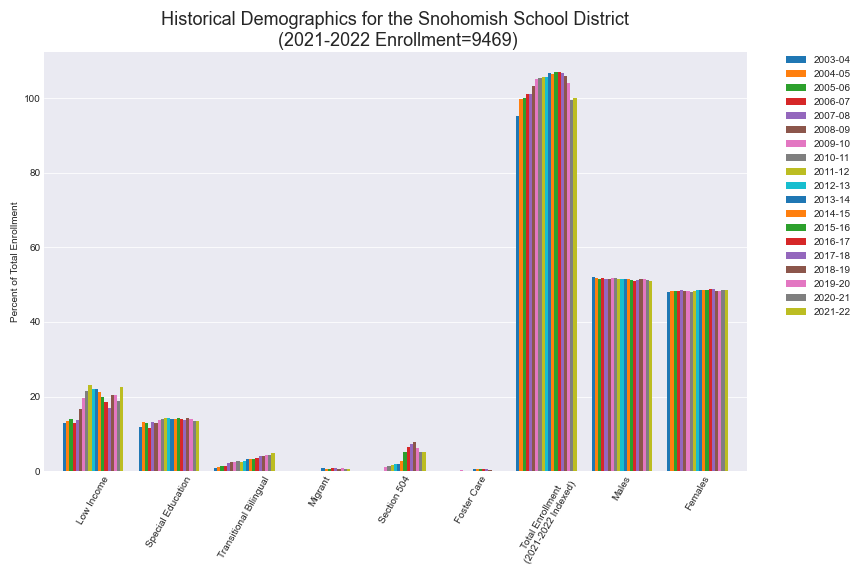 Historical Demographics for the Snohomish School District
(2021-2022 Enrollment=9469)
Percent of Total Enrollment
100
80
60
40
20
0
Low Income
Special Education
Transitional Bilingual
Migrant
Section 504
Foster Care
Total Enrollment
(2021-2022 Indexed)
Males
Females
2003-04
2004-05
2005-06
2006-07
2007-08
2008-09
2009-10
2010-11
2011-12
2012-13
2013-14
2014-15
2015-16
2016-17
2017-18
2018-19
2019-20
2020-21
2021-22